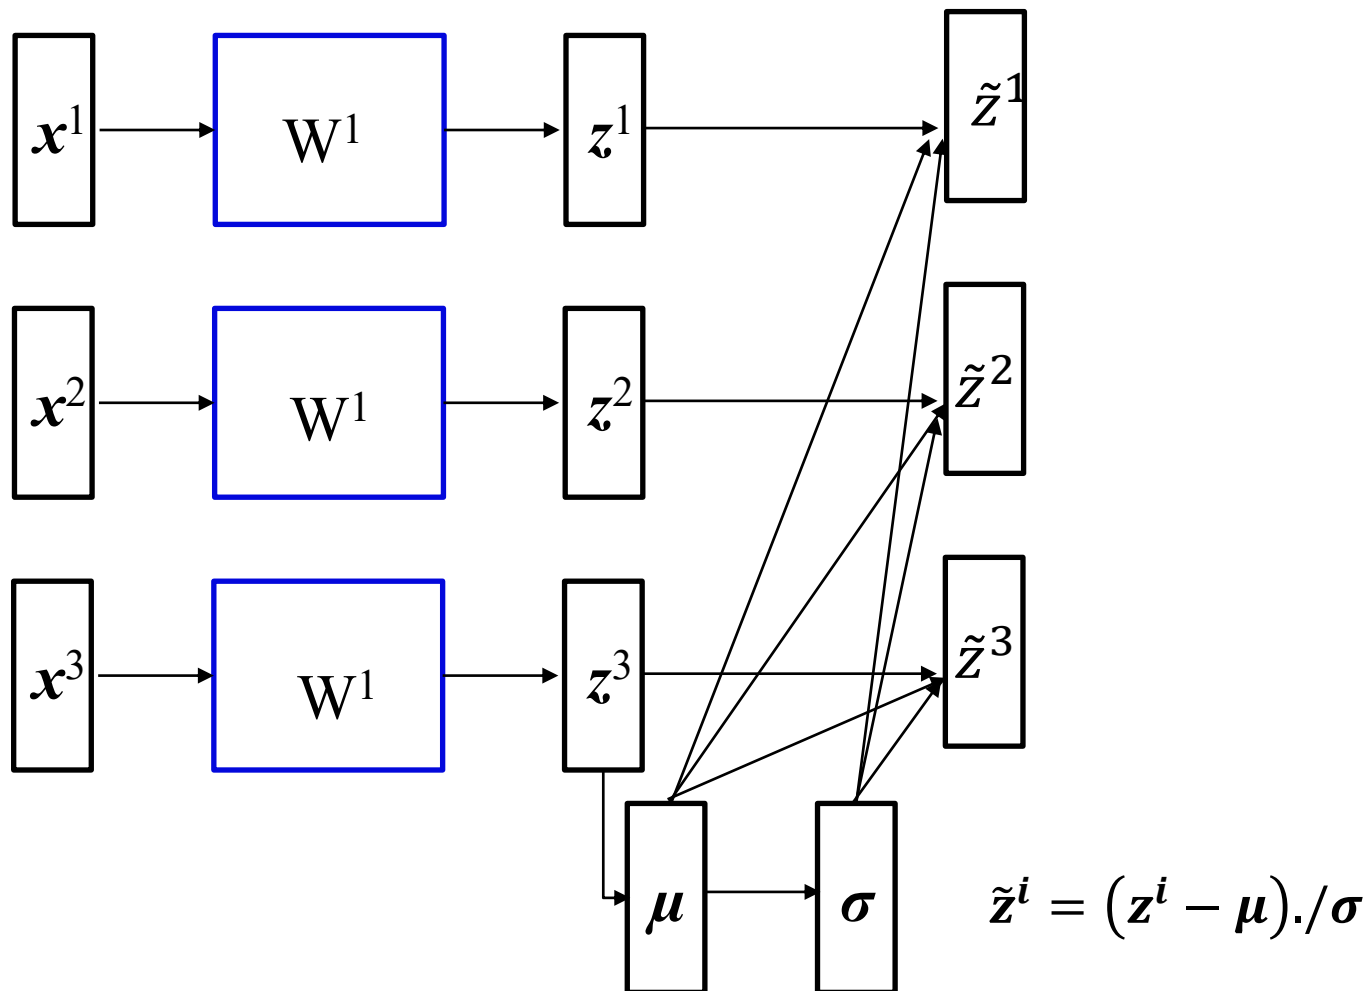 x¹ W¹ z¹ z̃¹
x² W¹ z² z̃²
x³ W¹ z³ z̃³
μ σ z̃ⁱ = (zⁱ − μ)./σ